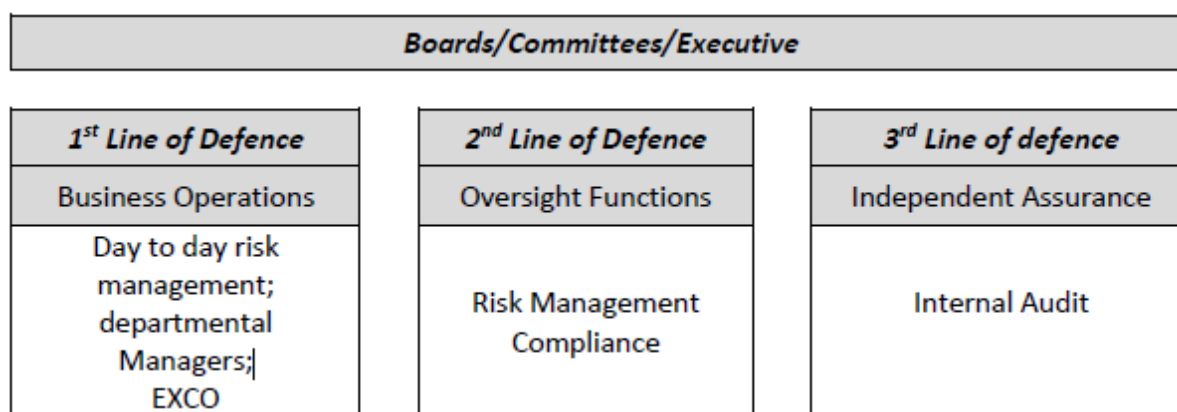 Boards/Committees/Executive
1st Line of Defence
Business Operations
Day to day risk
management;
departmental
Managers;
EXCO
2nd Line of Defence
Oversight Functions
Risk Management
Compliance
3rd Line of defence
Independent Assurance
Internal Audit